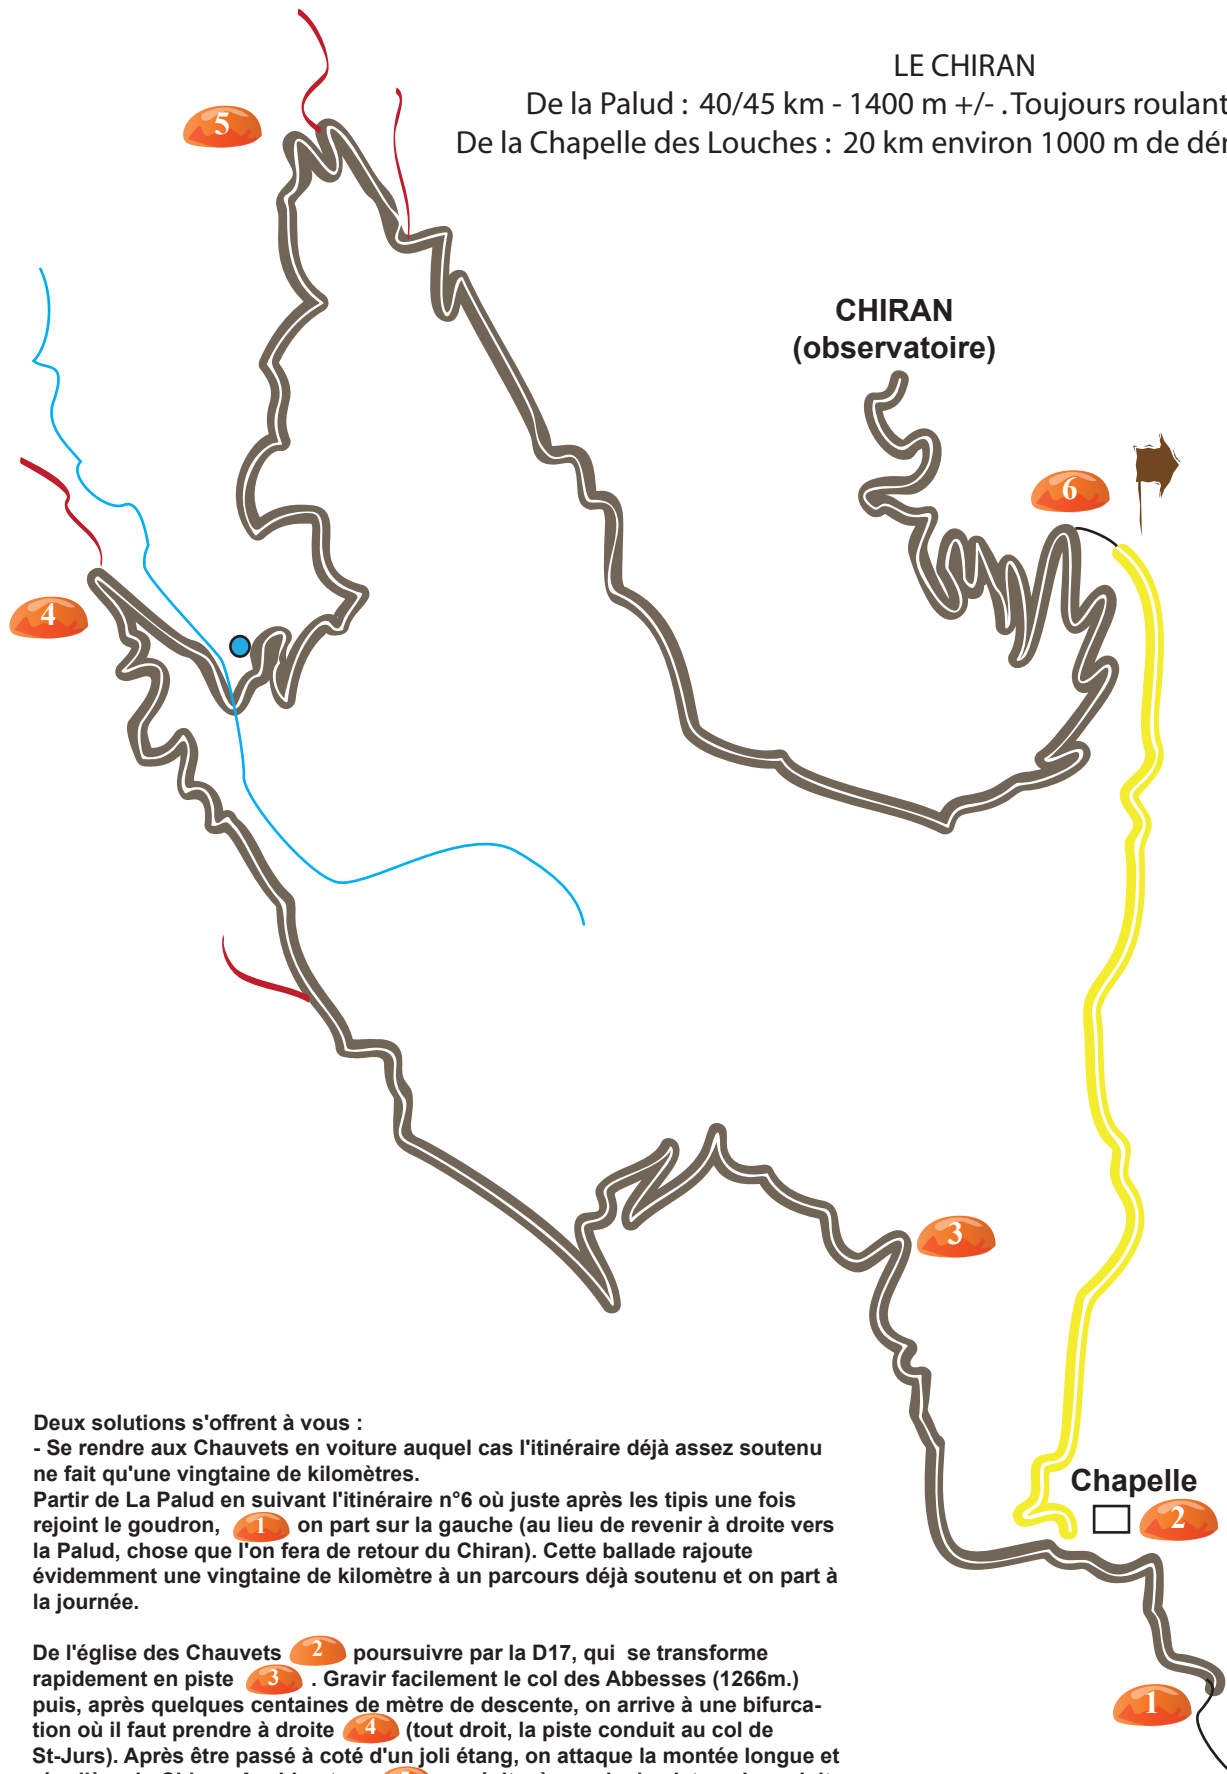 LE CHIRAN
De la Palud : 40/45 km - 1400 m +/- . Toujours roulant
De la Chapelle des Louches : 20 km environ 1000 m de
5
CHIRAN
(observatoire)
6
4
3
Chapelle
2
1
Deux solutions s'offrent à vous :
- Se rendre aux Chauvets en voiture auquel cas l'itinéraire déjà assez soutenu
ne fait qu'une vingtaine de kilomètres.
Partir de La Palud en suivant l'itinéraire n°6 où juste après les tipis une fois
rejoint le goudron, 1 on part sur la gauche (au lieu de revenir à droite vers
la Palud, chose que l'on fera de retour du Chiran). Cette ballade rajoute
évidemment une vingtaine de kilomètre à un parcours déjà soutenu et on part à
la journée.
De l'église des Chauvets 2 poursuivre par la D17, qui se transforme
rapidement en piste 3 . Gravir facilement le col des Abbesses (1266m.)
puis, après quelques centaines de mètre de descente, on arrive à une bifurca-
tion où il faut prendre à droite 4 (tout droit, la piste conduit au col de
St-Jurs). Après être passé à coté d'un joli étang, on attaque la montée longue et